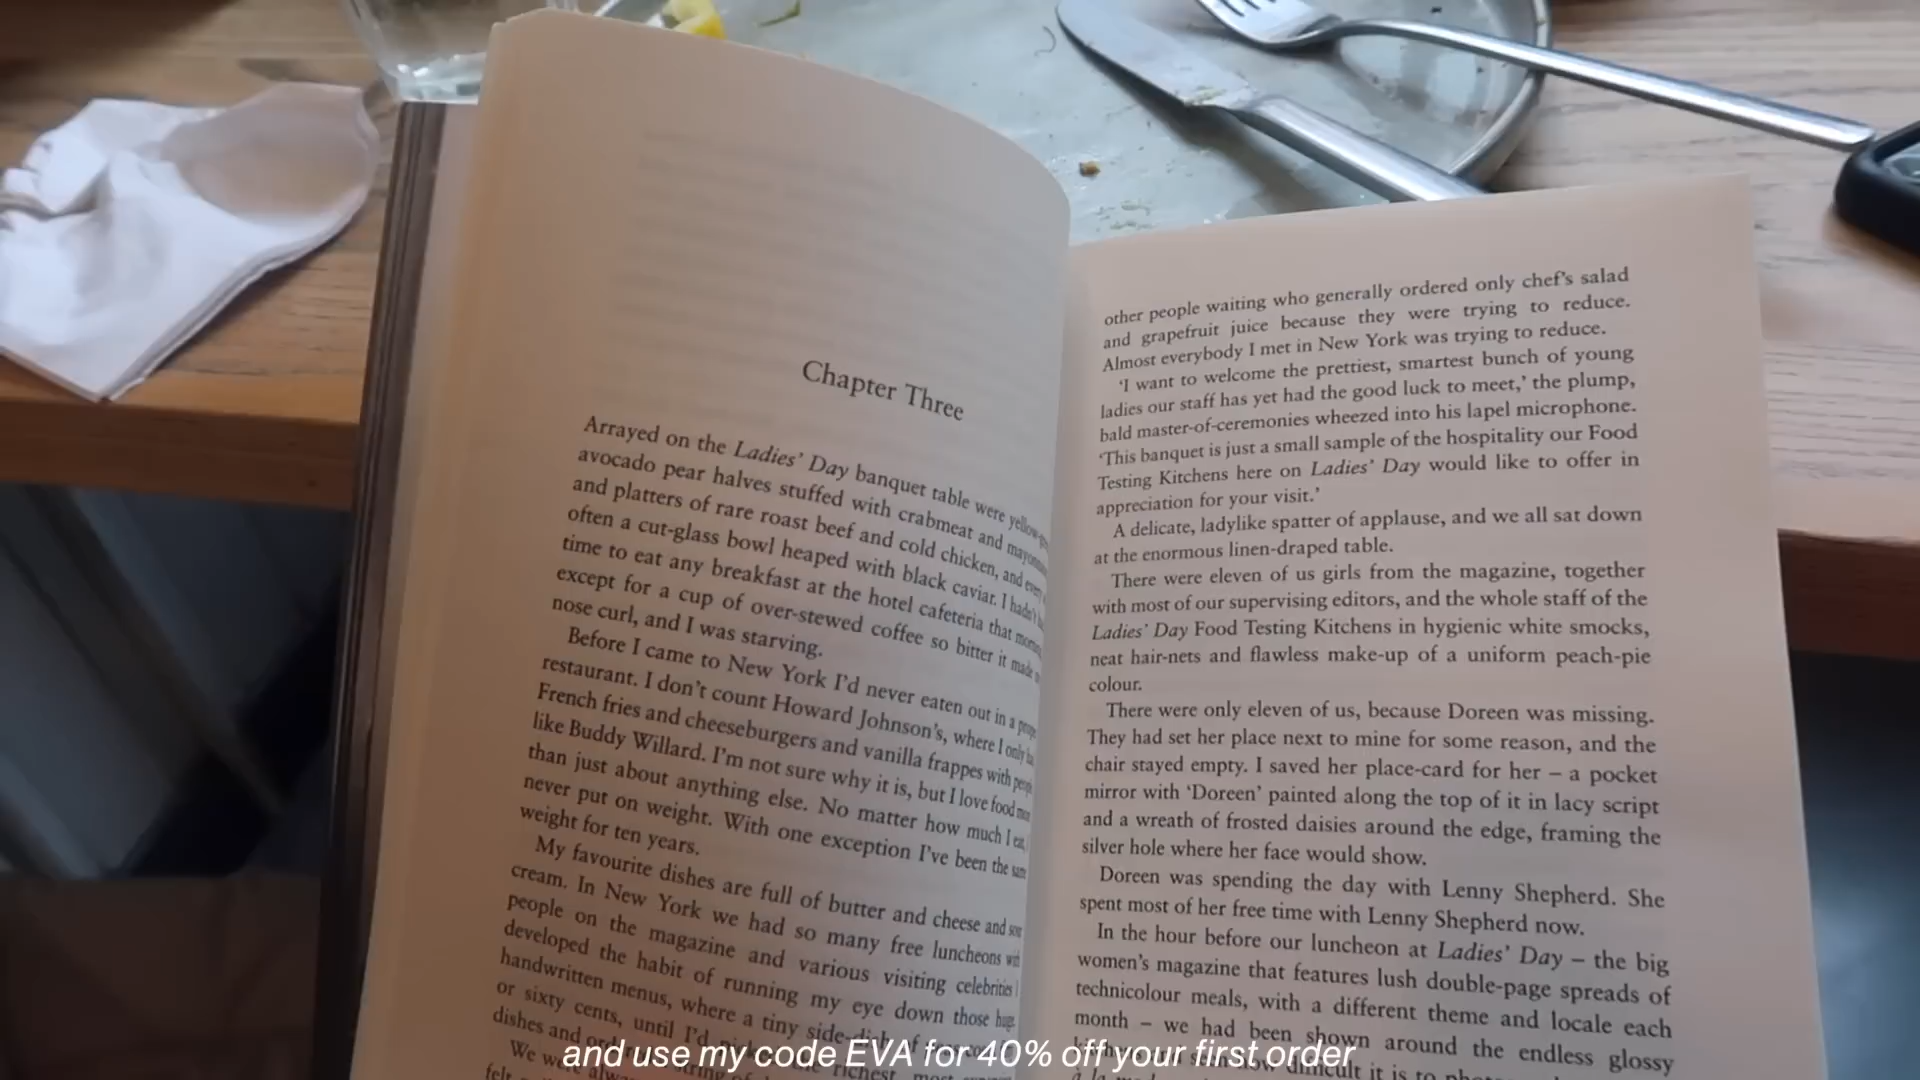 Chapter Three
Arrayed on the Ladies' Day banquet table were
avocado pear halves stuffed with crabmeat and
and platters of rare roast beef and cold chicken, and
often a cut-glass bowl heaped with black caviar. I hadn't
time to eat any breakfast at the hotel cafeteria that
except for a cup of over-stewed coffee so bitter it made
nose curl, and I was starving.
Before I came to New York I'd never eaten out in a
restaurant. I don't count Howard Johnson's, where I only
French fries and cheeseburgers and vanilla frappes with
like Buddy Willard. I'm not sure why it is, but I love food
than just about anything else. No matter how much I eat,
never put on weight. With one exception I've been the
weight for ten years.
My favourite dishes are full of butter and cheese and
cream. In New York we had so many free luncheons
people on the magazine and various visiting celebrities I
developed the habit of running my eye down those
handwritten menus, where a tiny side-dish of
or sixty cents, until I'd
dishes and
We were
felt
other people waiting who generally ordered only chef's salad
and grapefruit juice because they were trying to reduce.
Almost everybody I met in New York was trying to reduce.
'I want to welcome the prettiest, smartest bunch of young
ladies our staff has yet had the good luck to meet,' the plump,
bald master-of-ceremonies wheezed into his lapel microphone.
'This banquet is just a small sample of the hospitality our Food
Testing Kitchens here on Ladies' Day would like to offer in
appreciation for your visit.'
A delicate, ladylike spatter of applause, and we all sat down
at the enormous linen-draped table.
There were eleven of us girls from the magazine, together
with most of our supervising editors, and the whole staff of the
Ladies' Day Food Testing Kitchens in hygienic white smocks,
neat hair-nets and flawless make-up of a uniform peach-pie
colour.
There were only eleven of us, because Doreen was missing.
They had set her place next to mine for some reason, and the
chair stayed empty. I saved her place-card for her – a pocket
mirror with 'Doreen' painted along the top of it in lacy script
and a wreath of frosted daisies around the edge, framing the
silver hole where her face would show.
Doreen was spending the day with Lenny Shepherd. She
spent most of her free time with Lenny Shepherd now.
In the hour before our luncheon at Ladies' Day – the big
women's magazine that features lush double-page spreads of
technicolour meals, with a different theme and locale each
month – we had been shown around the endless glossy
difficult it is to
and use my code EVA for 40% off your first order